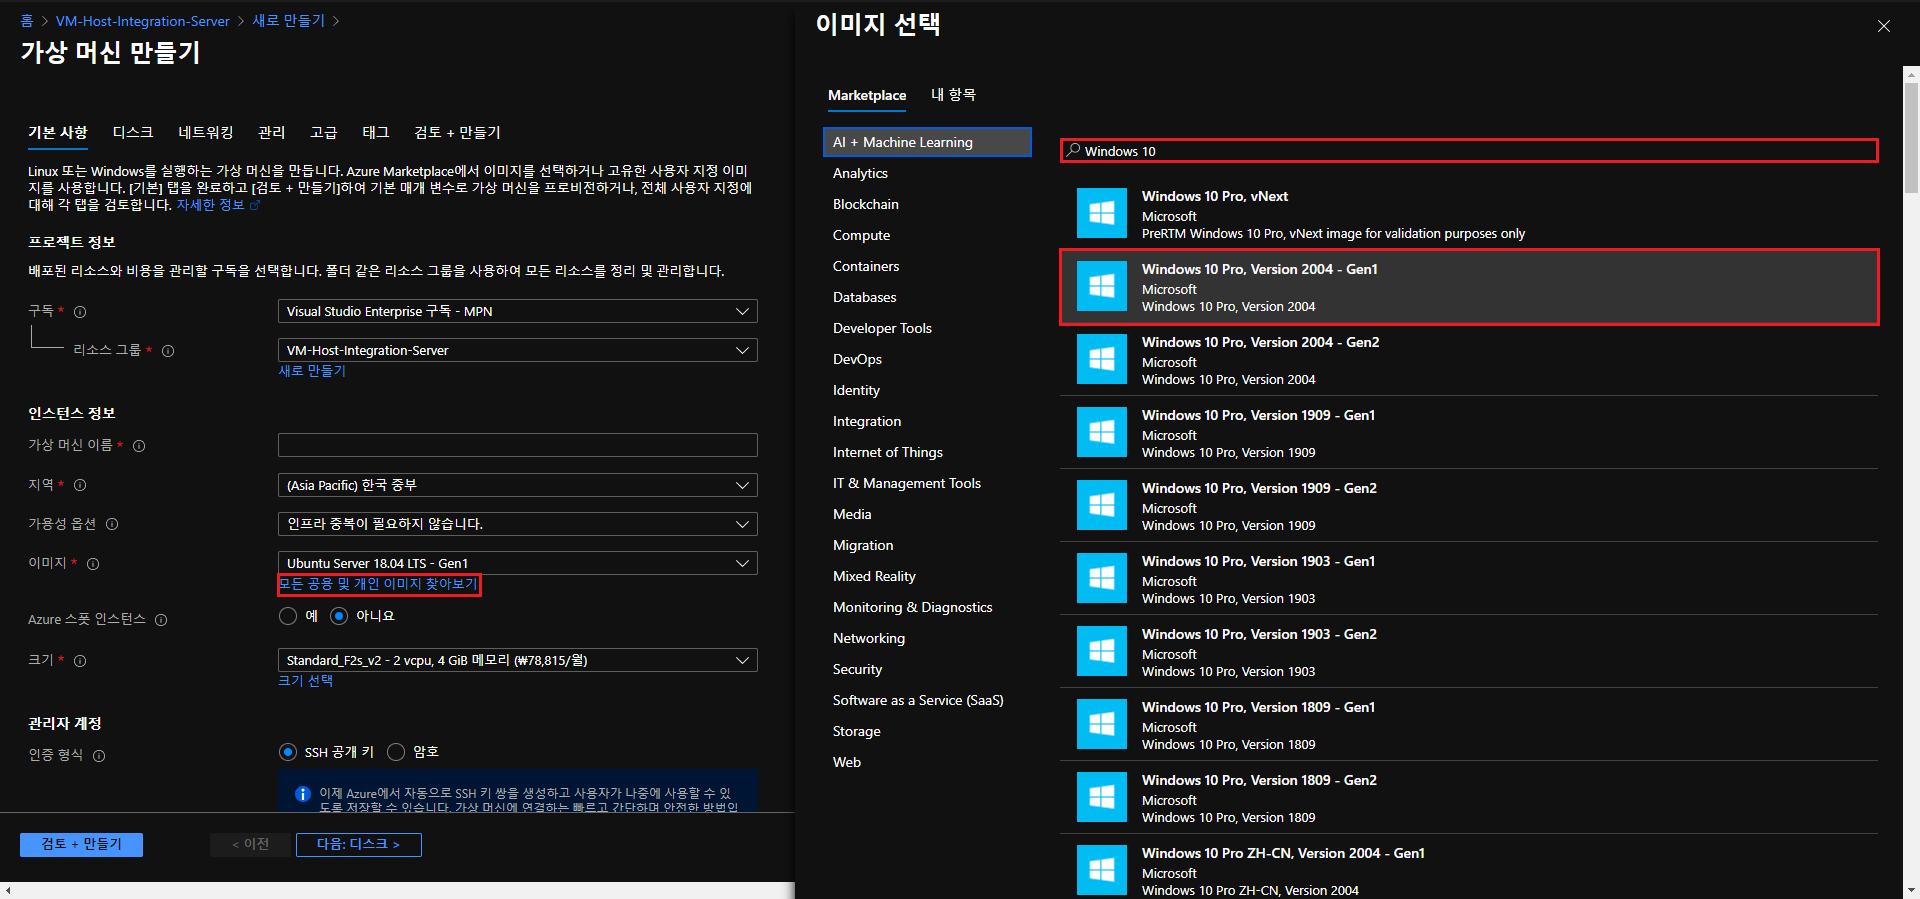 홈 > VM-Host-Integration-Server > 새로 만들기 >
가상 머신 만들기
기본 사항 디스크 네트워킹 관리 고급 태그 검토 + 만들기
Linux 또는 Windows를 실행하는 가상 머신을 만듭니다. Azure Marketplace에서 이미지를 선택하거나 고유한 사용자 지정 이미
지를 사용합니다. [기본] 탭을 완료하고 [검토 + 만들기]하여 기본 매개 변수로 가상 머신을 프로비전하거나, 전체 사용자 지정에
대해 각 탭을 검토합니다. 자세한 정보
프로젝트 정보
배포된 리소스와 비용을 관리할 구독을 선택합니다. 폴더 같은 리소스 그룹을 사용하여 모든 리소스를 정리 및 관리합니다.
구독 * Visual Studio Enterprise 구독 - MPN
리소스 그룹 * VM-Host-Integration-Server
새로 만들기
인스턴스 정보
가상 머신 이름 *
지역 * (Asia Pacific) 한국 중부
가용성 옵션 인프라 중복이 필요하지 않습니다.
이미지 * Ubuntu Server 18.04 LTS - Gen1
모든 공용 및 개인 이미지 찾아보기
Azure 스폿 인스턴스 예 아니요
크기 * Standard_F2s_v2 - 2 vcpu, 4 GiB 메모리 (₩78,815/월)
크기 선택
관리자 계정
인증 형식 SSH 공개 키 암호
이제 Azure에서 자동으로 SSH 키 쌍을 생성하고 사용자가 나중에 사용할 수 있
도록 저장할 수 있습니다. 가상 머신에 연결하는 빠르고 간단하며 안전한 방법입
검토 + 만들기 < 이전 다음: 디스크 >
이미지 선택
Marketplace 내 항목
AI + Machine Learning
Analytics
Blockchain
Compute
Containers
Databases
Developer Tools
DevOps
Identity
Integration
Internet of Things
IT & Management Tools
Media
Migration
Mixed Reality
Monitoring & Diagnostics
Networking
Security
Software as a Service (SaaS)
Storage
Web
Windows 10
Windows 10 Pro, vNext
Microsoft
PreRTM Windows 10 Pro, vNext image for validation purposes only
Windows 10 Pro, Version 2004 - Gen1
Microsoft
Windows 10 Pro, Version 2004
Windows 10 Pro, Version 2004 - Gen2
Microsoft
Windows 10 Pro, Version 2004
Windows 10 Pro, Version 1909 - Gen1
Microsoft
Windows 10 Pro, Version 1909
Windows 10 Pro, Version 1909 - Gen2
Microsoft
Windows 10 Pro, Version 1909
Windows 10 Pro, Version 1903 - Gen1
Microsoft
Windows 10 Pro, Version 1903
Windows 10 Pro, Version 1903 - Gen2
Microsoft
Windows 10 Pro, Version 1903
Windows 10 Pro, Version 1809 - Gen1
Microsoft
Windows 10 Pro, Version 1809
Windows 10 Pro, Version 1809 - Gen2
Microsoft
Windows 10 Pro, Version 1809
Windows 10 Pro ZH-CN, Version 2004 - Gen1
Microsoft
Windows 10 Pro ZH-CN, Version 2004